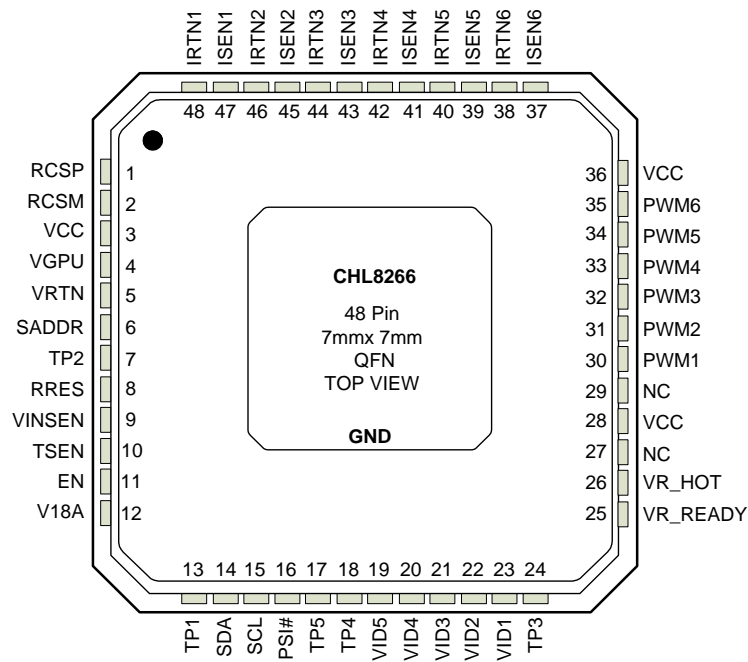 IRTN1
ISEN1
IRTN2
ISEN2
IRTN3
ISEN3
IRTN4
ISEN4
IRTN5
ISEN5
IRTN6
ISEN6
48 47 46 45 44 43 42 41 40 39 38 37
RCSP 1
RCSM 2
VCC 3
VGPU 4
VRTN 5
SADDR 6
TP2 7
RRES 8
VINSEN 9
TSEN 10
EN 11
V18A 12
CHL8266
48 Pin
7mmx 7mm
QFN
TOP VIEW
GND
36 VCC
35 PWM6
34 PWM5
33 PWM4
32 PWM3
31 PWM2
30 PWM1
29 NC
28 VCC
27 NC
26 VR_HOT
25 VR_READY
13 14 15 16 17 18 19 20 21 22 23 24
TP1
SDA
SCL
PSI#
TP5
TP4
VID5
VID4
VID3
VID2
VID1
TP3